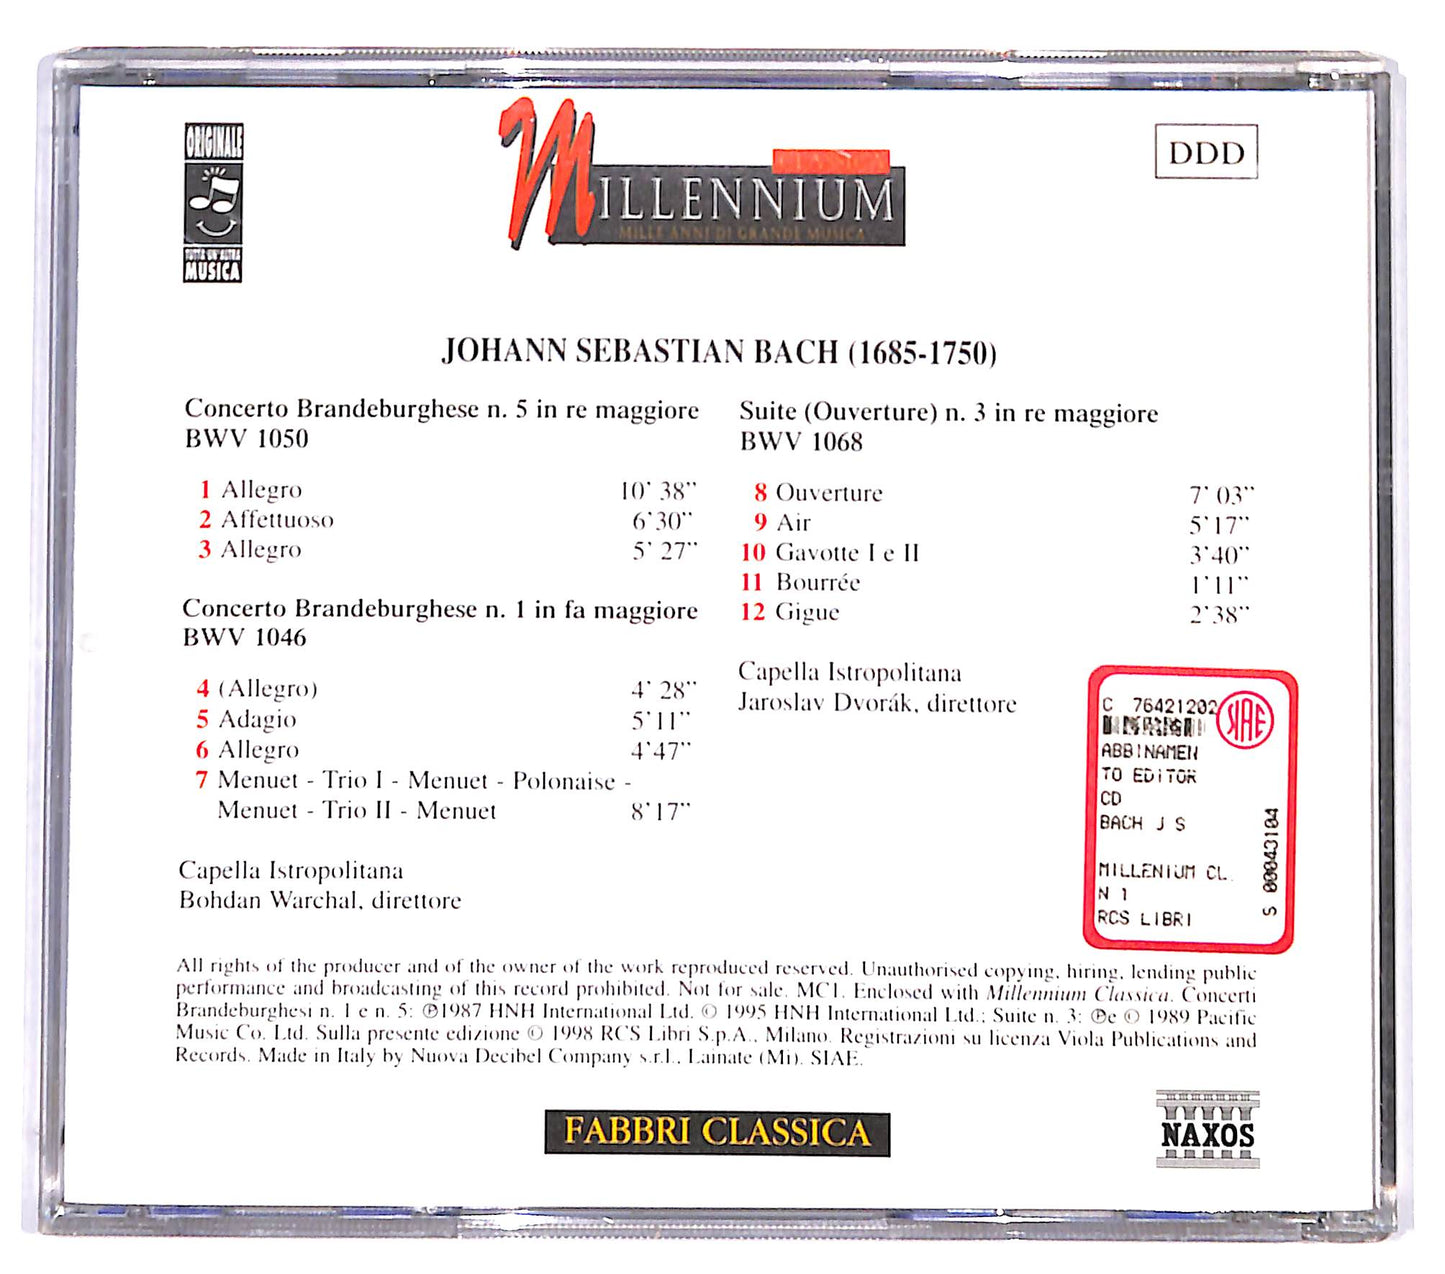 ORIGINALE
TUTTA UN'ALTRA
MUSICA
CLASSICA
MILLENNIUM
MILLE ANNI DI GRANDE MUSICA
DDD
JOHANN SEBASTIAN BACH (1685-1750)
Concerto Brandeburghese n. 5 in re maggiore
BWV 1050
1 Allegro 10' 38''
2 Affettuoso 6'30''
3 Allegro 5' 27''
Concerto Brandeburghese n. 1 in fa maggiore
BWV 1046
4 (Allegro) 4' 28''
5 Adagio 5'11''
6 Allegro 4'47''
7 Menuet - Trio I - Menuet - Polonaise -
Menuet - Trio II - Menuet 8'17''
Capella Istropolitana
Bohdan Warchal, direttore
Suite (Ouverture) n. 3 in re maggiore
BWV 1068
8 Ouverture 7' 03''
9 Air 5'17''
10 Gavotte I e II 3'40''
11 Bourrée 1'11''
12 Gigue 2'38''
Capella Istropolitana
Jaroslav Dvorák, direttore
C 76421202
SIAE
ABBINAMEN
TO EDITOR
CD
BACH J S
MILLENIUM CL.
N 1
RCS LIBRI
S 00043104
All rights of the producer and of the owner of the work reproduced reserved. Unauthorised copying, hiring, lending public
performance and broadcasting of this record prohibited. Not for sale. MC1. Enclosed with Millennium Classica. Concerti
Brandeburghesi n. 1 e n. 5: ℗1987 HNH International Ltd. © 1995 HNH International Ltd.; Suite n. 3: ℗e © 1989 Pacific
Music Co. Ltd. Sulla presente edizione © 1998 RCS Libri S.p.A., Milano. Registrazioni su licenza Viola Publications and
Records. Made in Italy by Nuova Decibel Company s.r.l., Lainate (Mi). SIAE.
FABBRI CLASSICA
NAXOS